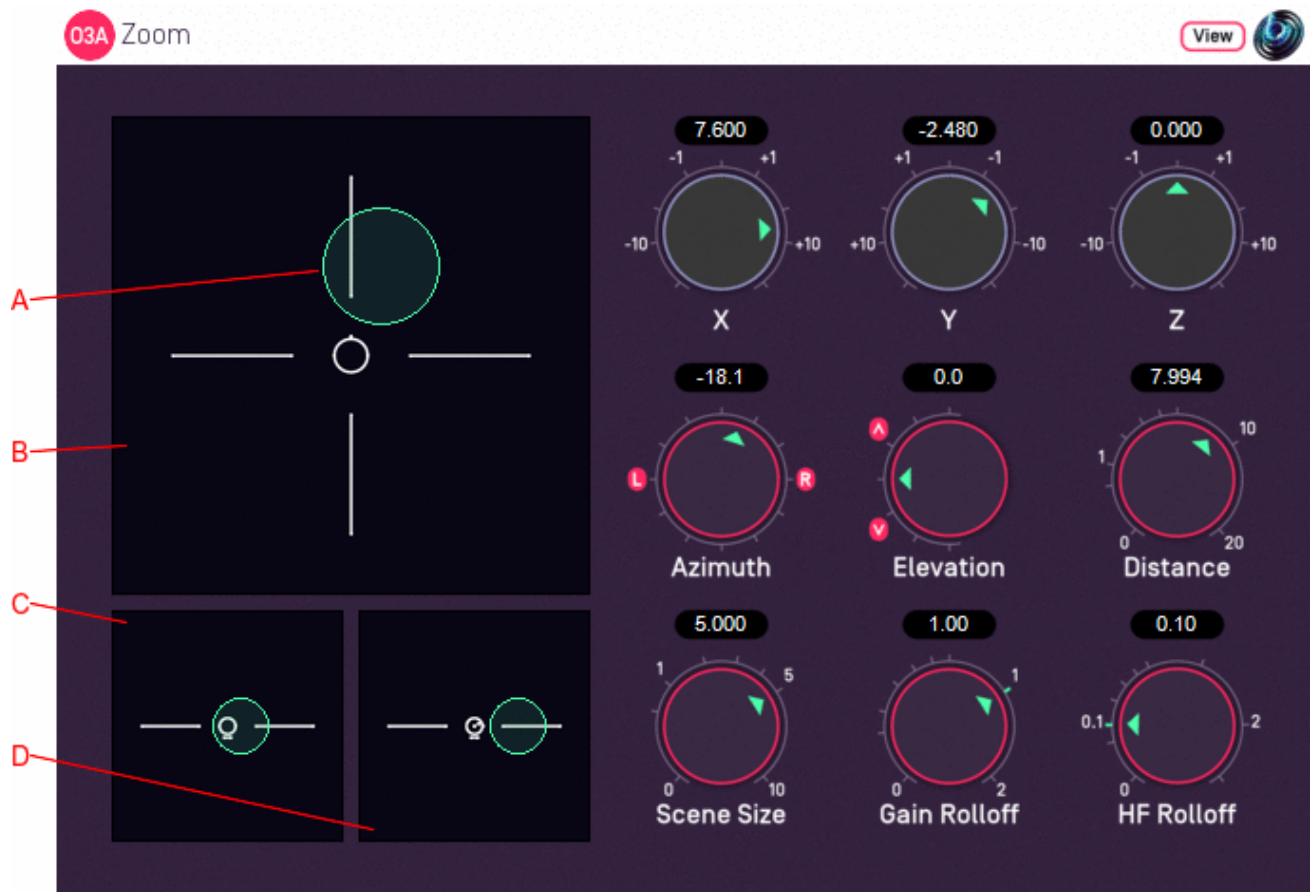 O3A Zoom View
7.600 -2.480 0.000
-1 +1 +1 -1 -1 +1
-10 +10 +10 -10 -10 +10
X Y Z
A
-18.1 0.0 7.994
10
1
B L R
0 20
Azimuth Elevation Distance
C
5.000 1.00 0.10
1 5 1
0.1 2
D
0 10 0 2 0
Scene Size Gain Rolloff HF Rolloff